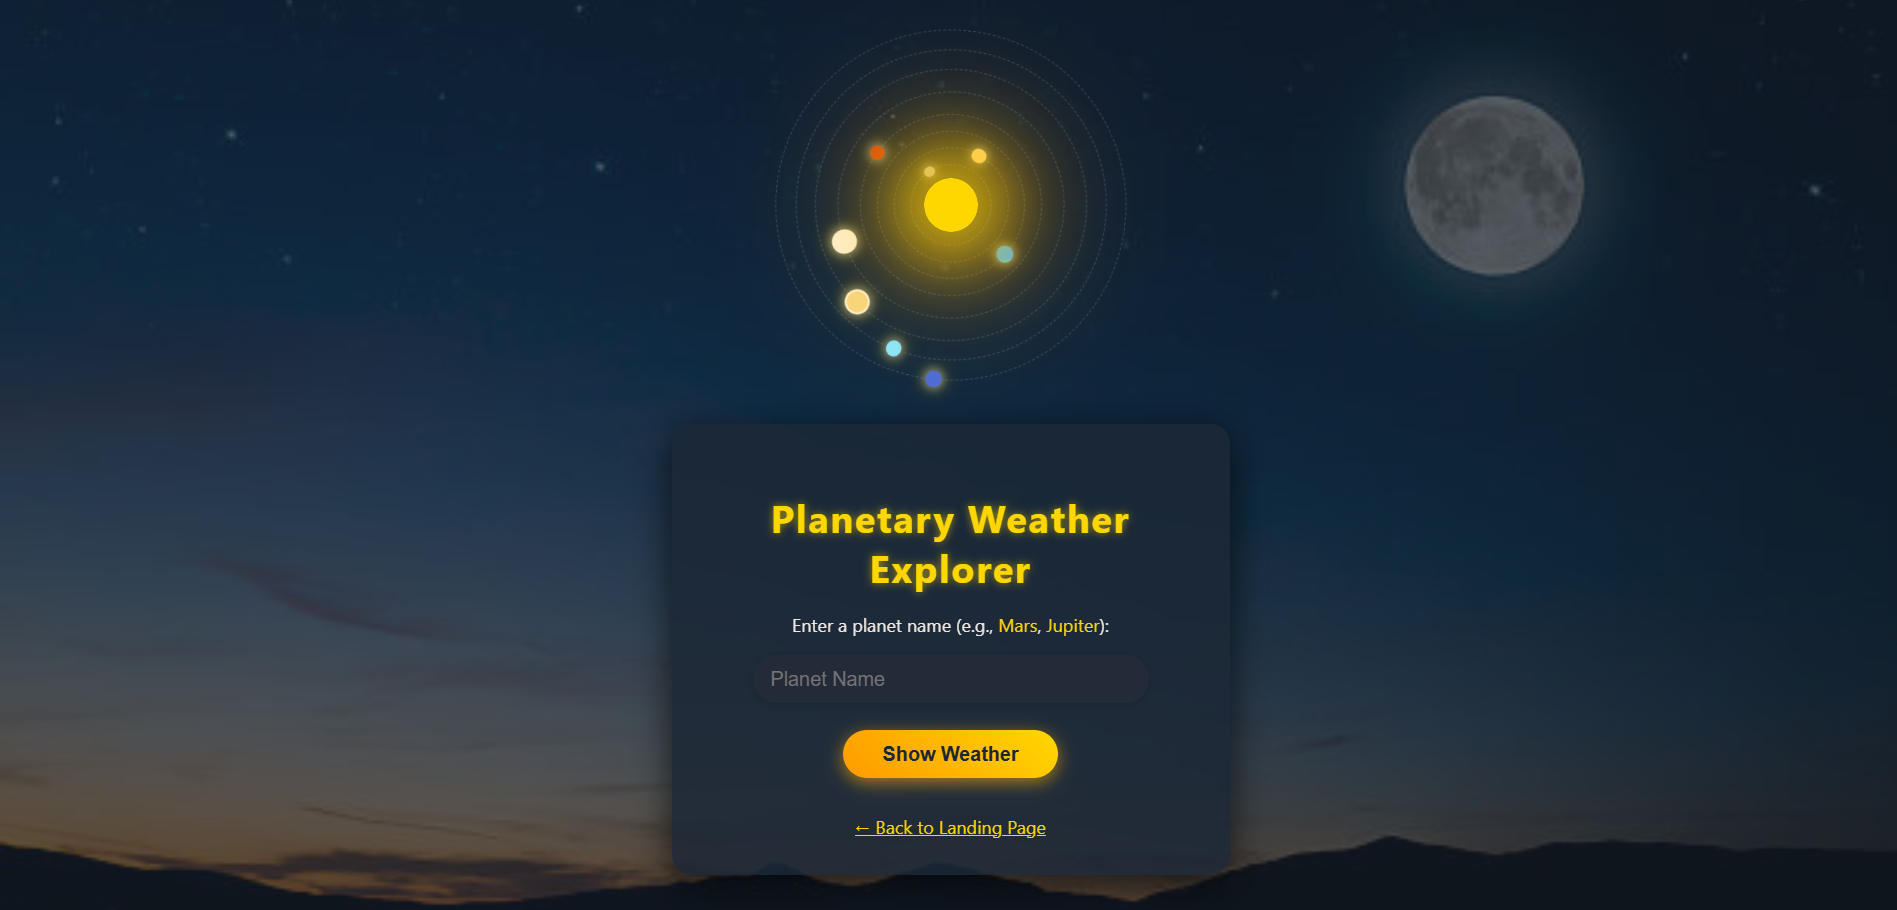 Planetary Weather
Explorer
Enter a planet name (e.g., Mars, Jupiter):
Planet Name
Show Weather
← Back to Landing Page